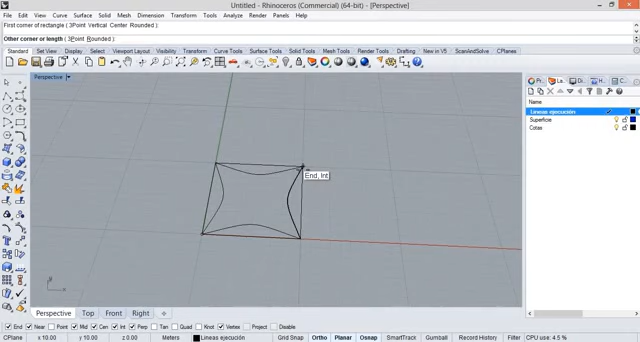 Untitled - Rhinoceros (Commercial) (64-bit) - [Perspective]
File Edit View Curve Surface Solid Mesh Dimension Transform Tools Analyze Render Panels Help
First corner of rectangle ( 3Point Vertical Center Rounded )
Other corner or length ( 3Point Rounded ):
Standard CPlanes Set View Display Select Viewport Layout Visibility Transform Curve Tools Surface Tools Solid Tools Mesh Tools Render Tools Drafting New in V5 ScanAndSolve CPlanes
Perspective
Name
Lineas ejecución
Superficie
Cotas
End, Int
Perspective Top Front Right
End Near Point Mid Cen Int Perp Tan Quad Knot Vertex Project Disable
CPlane x 10.00 y 10.00 z 0.00 Meters Lineas ejecución Grid Snap Ortho Planar Osnap SmartTrack Gumball Record History Filter CPU use: 4.5 %